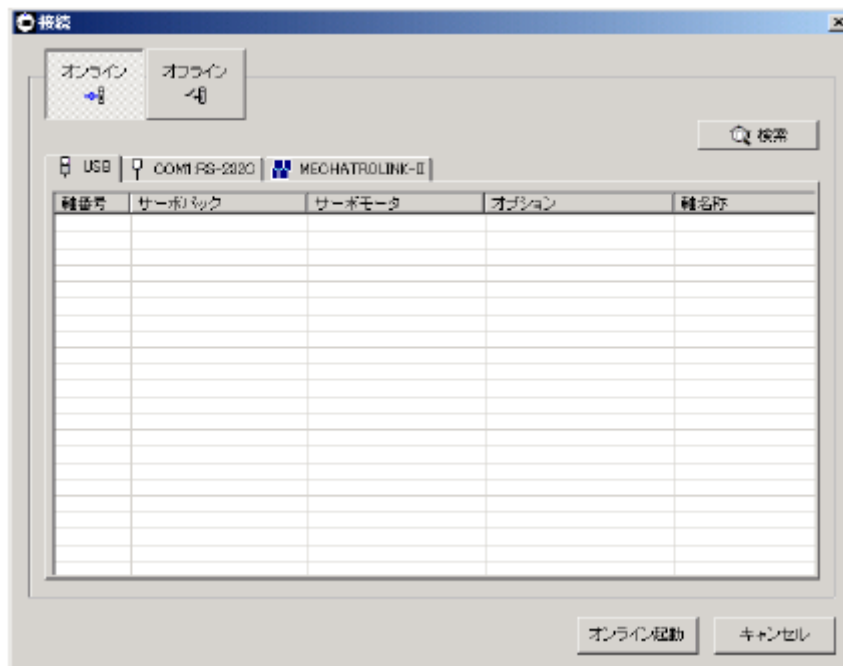 接続
オンライン オフライン
検索
USB COM1:RS-232C MECHATROLINK-II
軸番号 サーボパック サーボモータ オプション 軸名称
オンライン起動 キャンセル